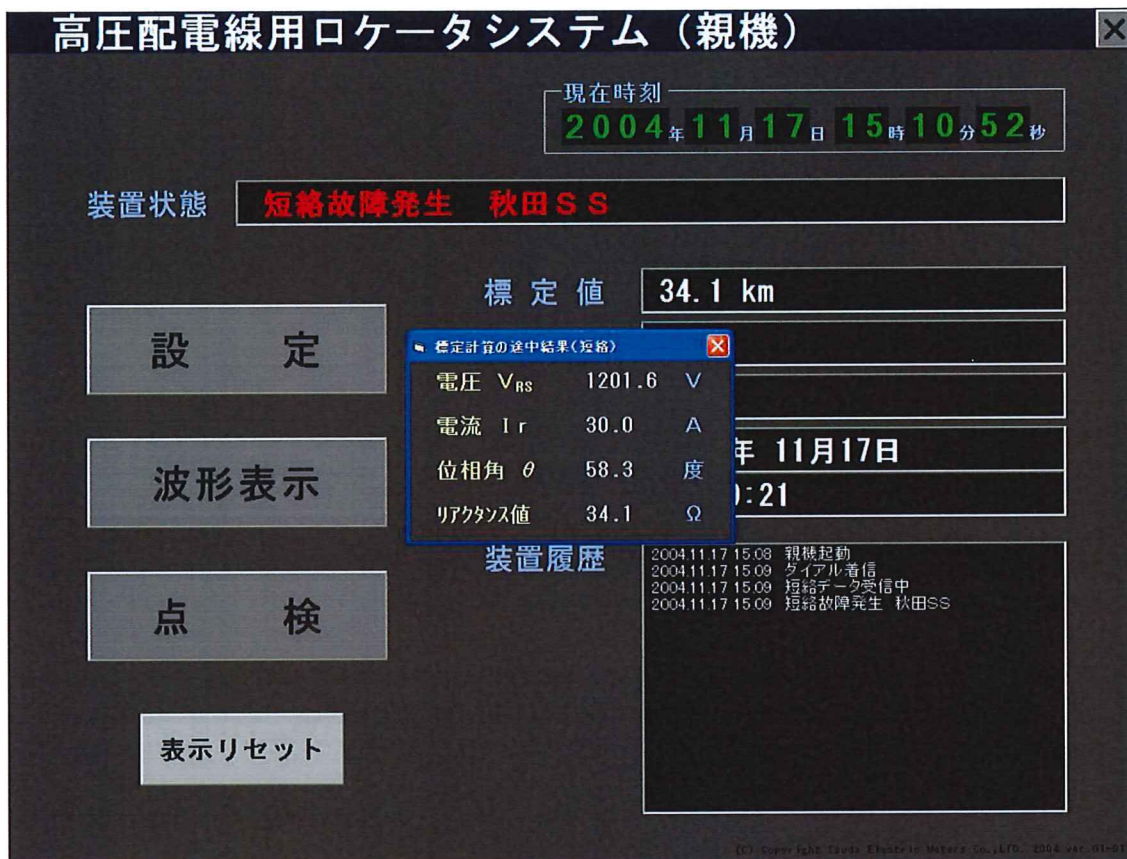 高圧配電線用ロケータシステム（親機）
現在時刻
2004年11月17日 15時10分52秒
装置状態 短絡故障発生 秋田SS
標定値 34.1 km
設 定
標定計算の途中結果(短絡)
電圧 VRS 1201.6 V
電流 Ir 30.0 A
位相角 θ 58.3 度
リアクタンス値 34.1 Ω
年 11月17日
:21
波形表示
装置履歴
2004.11.17 15:08 親機起動
2004.11.17 15:09 ダイアル着信
2004.11.17 15:09 短絡データ受信中
2004.11.17 15:09 短絡故障発生 秋田SS
点 検
表示リセット